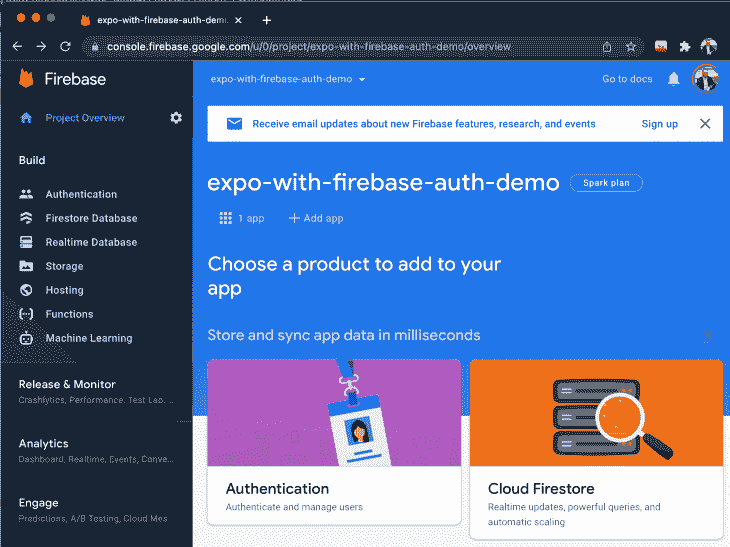 expo-with-firebase-auth-demo
console.firebase.google.com/u/0/project/expo-with-firebase-auth-demo/overview
Firebase
Project Overview
Build
Authentication
Firestore Database
Realtime Database
Storage
Hosting
Functions
Machine Learning
Release & Monitor
Crashlytics, Performance, Test Lab, ...
Analytics
Dashboard, Realtime, Events, Conve...
Engage
Predictions, A/B Testing, Cloud Mes
expo-with-firebase-auth-demo
Go to docs
Receive email updates about new Firebase features, research, and events
Sign up
expo-with-firebase-auth-demo
Spark plan
1 app
Add app
Choose a product to add to your
app
Store and sync app data in milliseconds
Authentication
Authenticate and manage users
Cloud Firestore
Realtime updates, powerful queries, and
automatic scaling